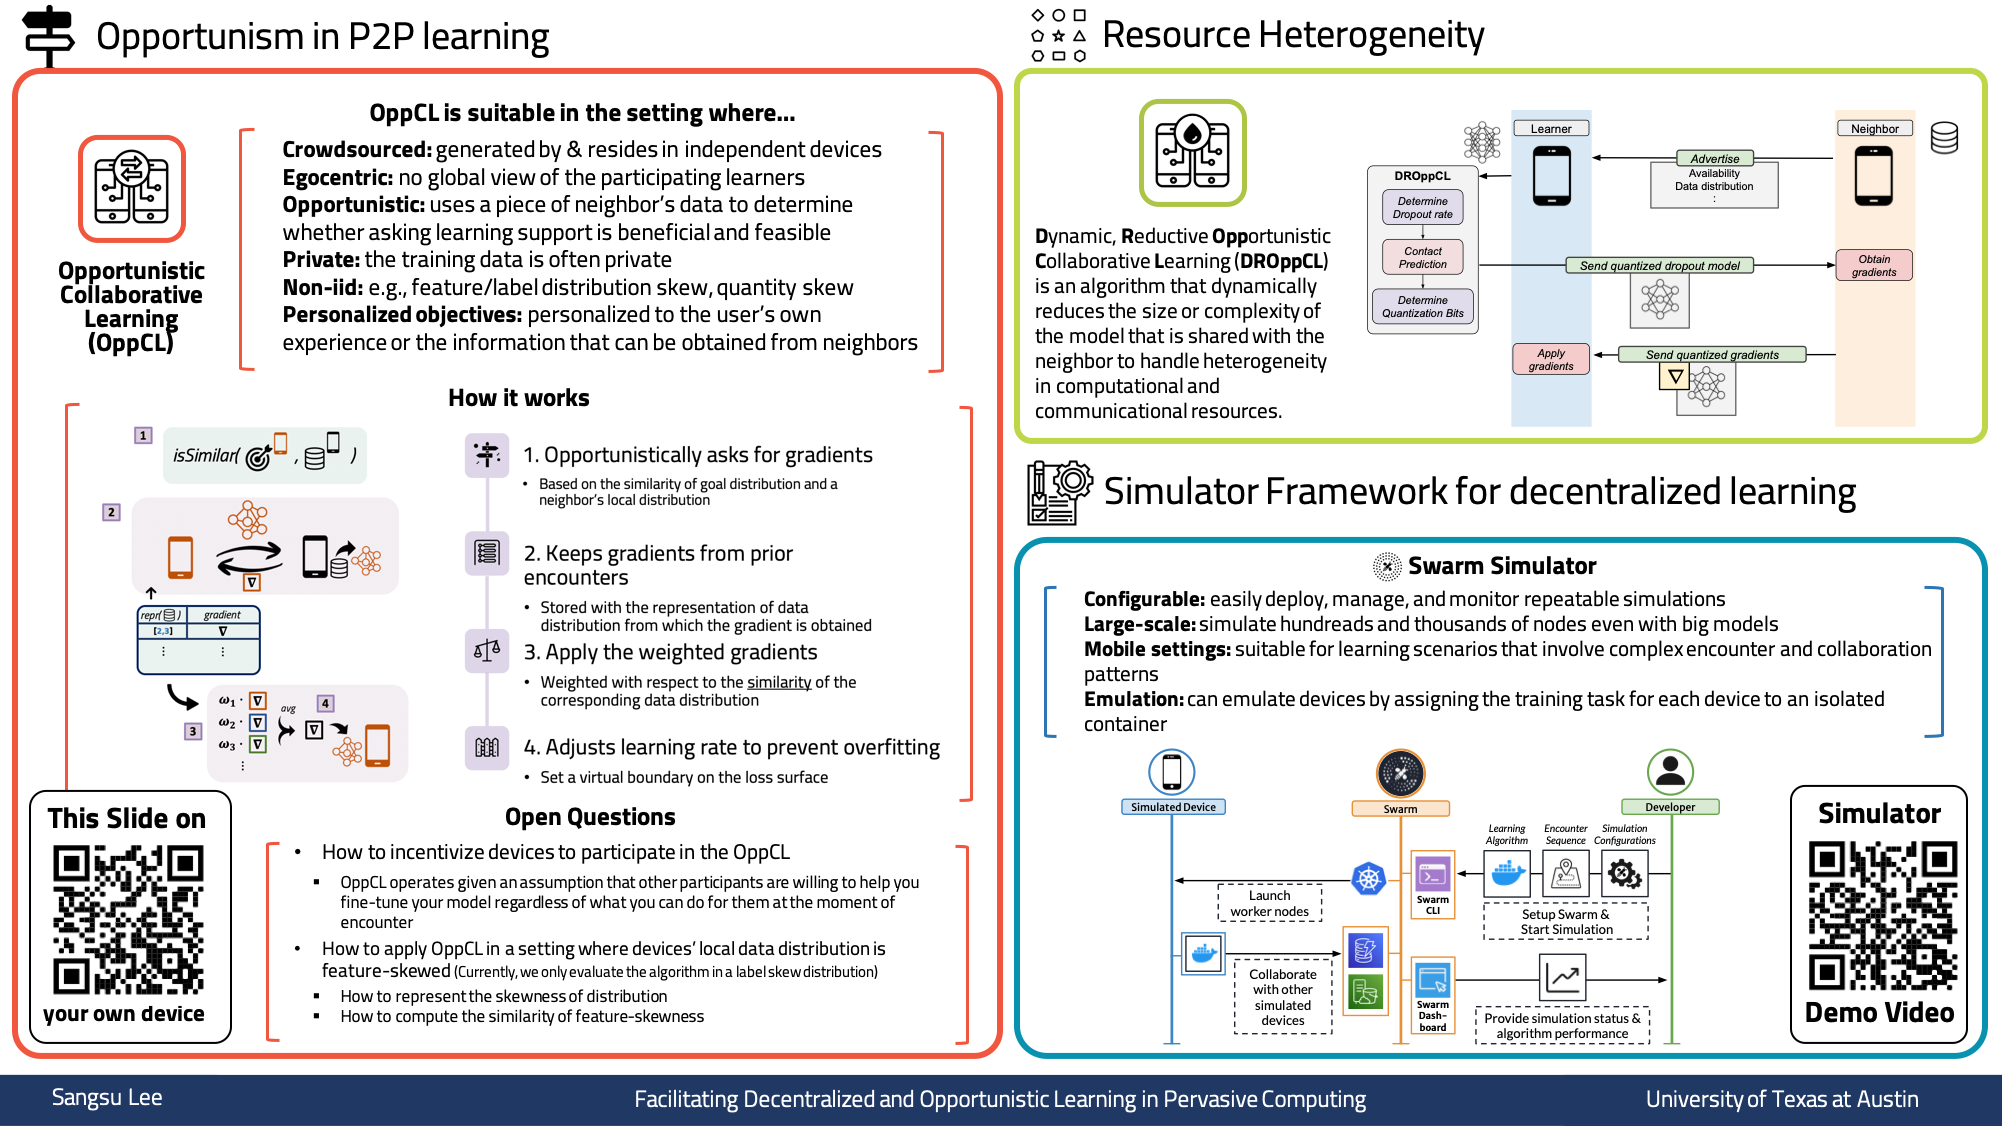 Opportunism in P2P learning
OppCL is suitable in the setting where...
Opportunistic
Collaborative
Learning
(OppCL)
Crowdsourced: generated by & resides in independent devices
Egocentric: no global view of the participating learners
Opportunistic: uses a piece of neighbor's data to determine
whether asking learning support is beneficial and feasible
Private: the training data is often private
Non-iid: e.g., feature/label distribution skew, quantity skew
Personalized objectives: personalized to the user's own
experience or the information that can be obtained from neighbors
How it works
1
isSimilar( , )
2
∇
repr( ) gradient
[2,3] ∇
⋮ ⋮
3
ω₁ · ∇
ω₂ · ∇
ω₃ · ∇
⋮
avg
∇
4
1. Opportunistically asks for gradients
• Based on the similarity of goal distribution and a
neighbor's local distribution
2. Keeps gradients from prior
encounters
• Stored with the representation of data
distribution from which the gradient is obtained
3. Apply the weighted gradients
• Weighted with respect to the similarity of the
corresponding data distribution
4. Adjusts learning rate to prevent overfitting
• Set a virtual boundary on the loss surface
This Slide on
your own device
Open Questions
• How to incentivize devices to participate in the OppCL
▪ OppCL operates given an assumption that other participants are willing to help you
fine-tune your model regardless of what you can do for them at the moment of
encounter
• How to apply OppCL in a setting where devices' local data distribution is
feature-skewed (Currently, we only evaluate the algorithm in a label skew distribution)
▪ How to represent the skewness of distribution
▪ How to compute the similarity of feature-skewness
Resource Heterogeneity
Dynamic, Reductive Opportunistic
Collaborative Learning (DROppCL)
is an algorithm that dynamically
reduces the size or complexity of
the model that is shared with the
neighbor to handle heterogeneity
in computational and
communicational resources.
DROppCL
Determine
Dropout rate
Contact
Prediction
Determine
Quantization Bits
Learner
Neighbor
Advertise
Availability
Data distribution
:
Send quantized dropout model
Obtain
gradients
Send quantized gradients
∇
Apply
gradients
Simulator Framework for decentralized learning
Swarm Simulator
Configurable: easily deploy, manage, and monitor repeatable simulations
Large-scale: simulate hundreads and thousands of nodes even with big models
Mobile settings: suitable for learning scenarios that involve complex encounter and collaboration
patterns
Emulation: can emulate devices by assigning the training task for each device to an isolated
container
Simulated Device
Swarm
Developer
Learning
Algorithm
Encounter
Sequence
Simulation
Configurations
Launch
worker nodes
Swarm
CLI
Setup Swarm &
Start Simulation
Collaborate
with other
simulated
devices
Swarm
Dash-
board
Provide simulation status &
algorithm performance
Simulator
Demo Video
Sangsu Lee
Facilitating Decentralized and Opportunistic Learning in Pervasive Computing
University of Texas at Austin